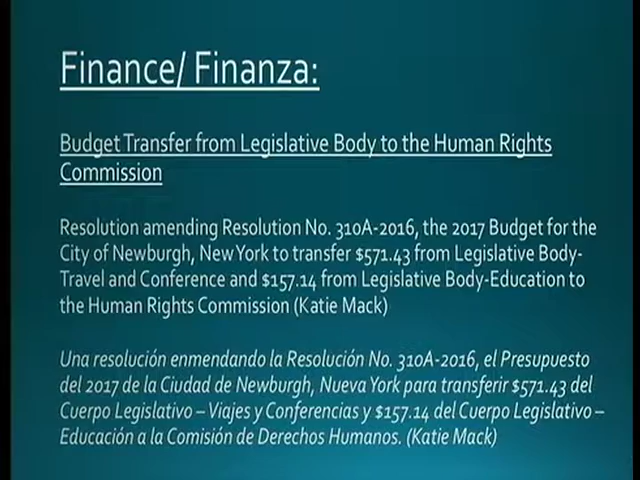 Finance/ Finanza:
Budget Transfer from Legislative Body to the Human Rights
Commission
Resolution amending Resolution No. 310A-2016, the 2017 Budget for the
City of Newburgh, New York to transfer $571.43 from Legislative Body-
Travel and Conference and $157.14 from Legislative Body-Education to
the Human Rights Commission (Katie Mack)
Una resolución enmendando la Resolución No. 310A-2016, el Presupuesto
del 2017 de la Ciudad de Newburgh, Nueva York para transferir $571.43 del
Cuerpo Legislativo – Viajes y Conferencias y $157.14 del Cuerpo Legislativo –
Educación a la Comisión de Derechos Humanos. (Katie Mack)